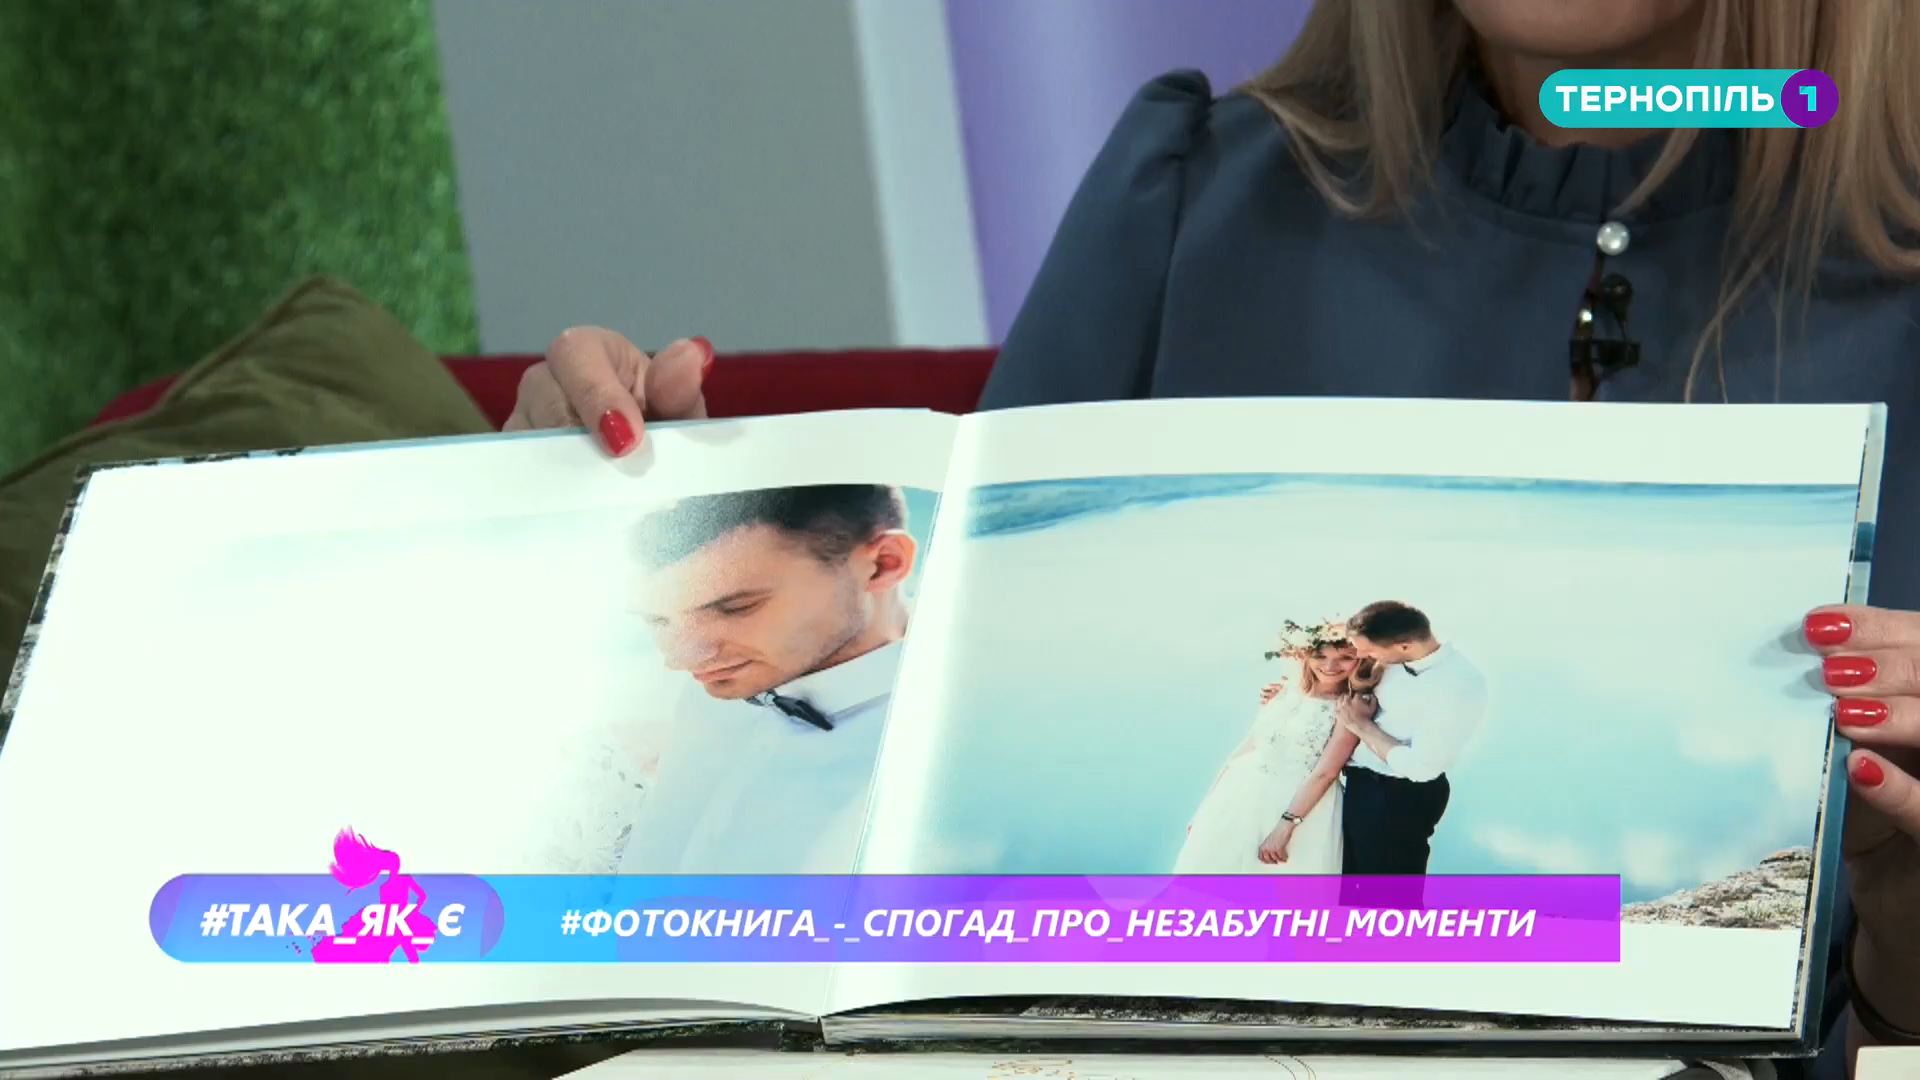 ТЕРНОПІЛЬ 1
#ТАКА_ЯК_Є
#ФОТОКНИГА_-_СПОГАД_ПРО_НЕЗАБУТНІ_МОМЕНТИ